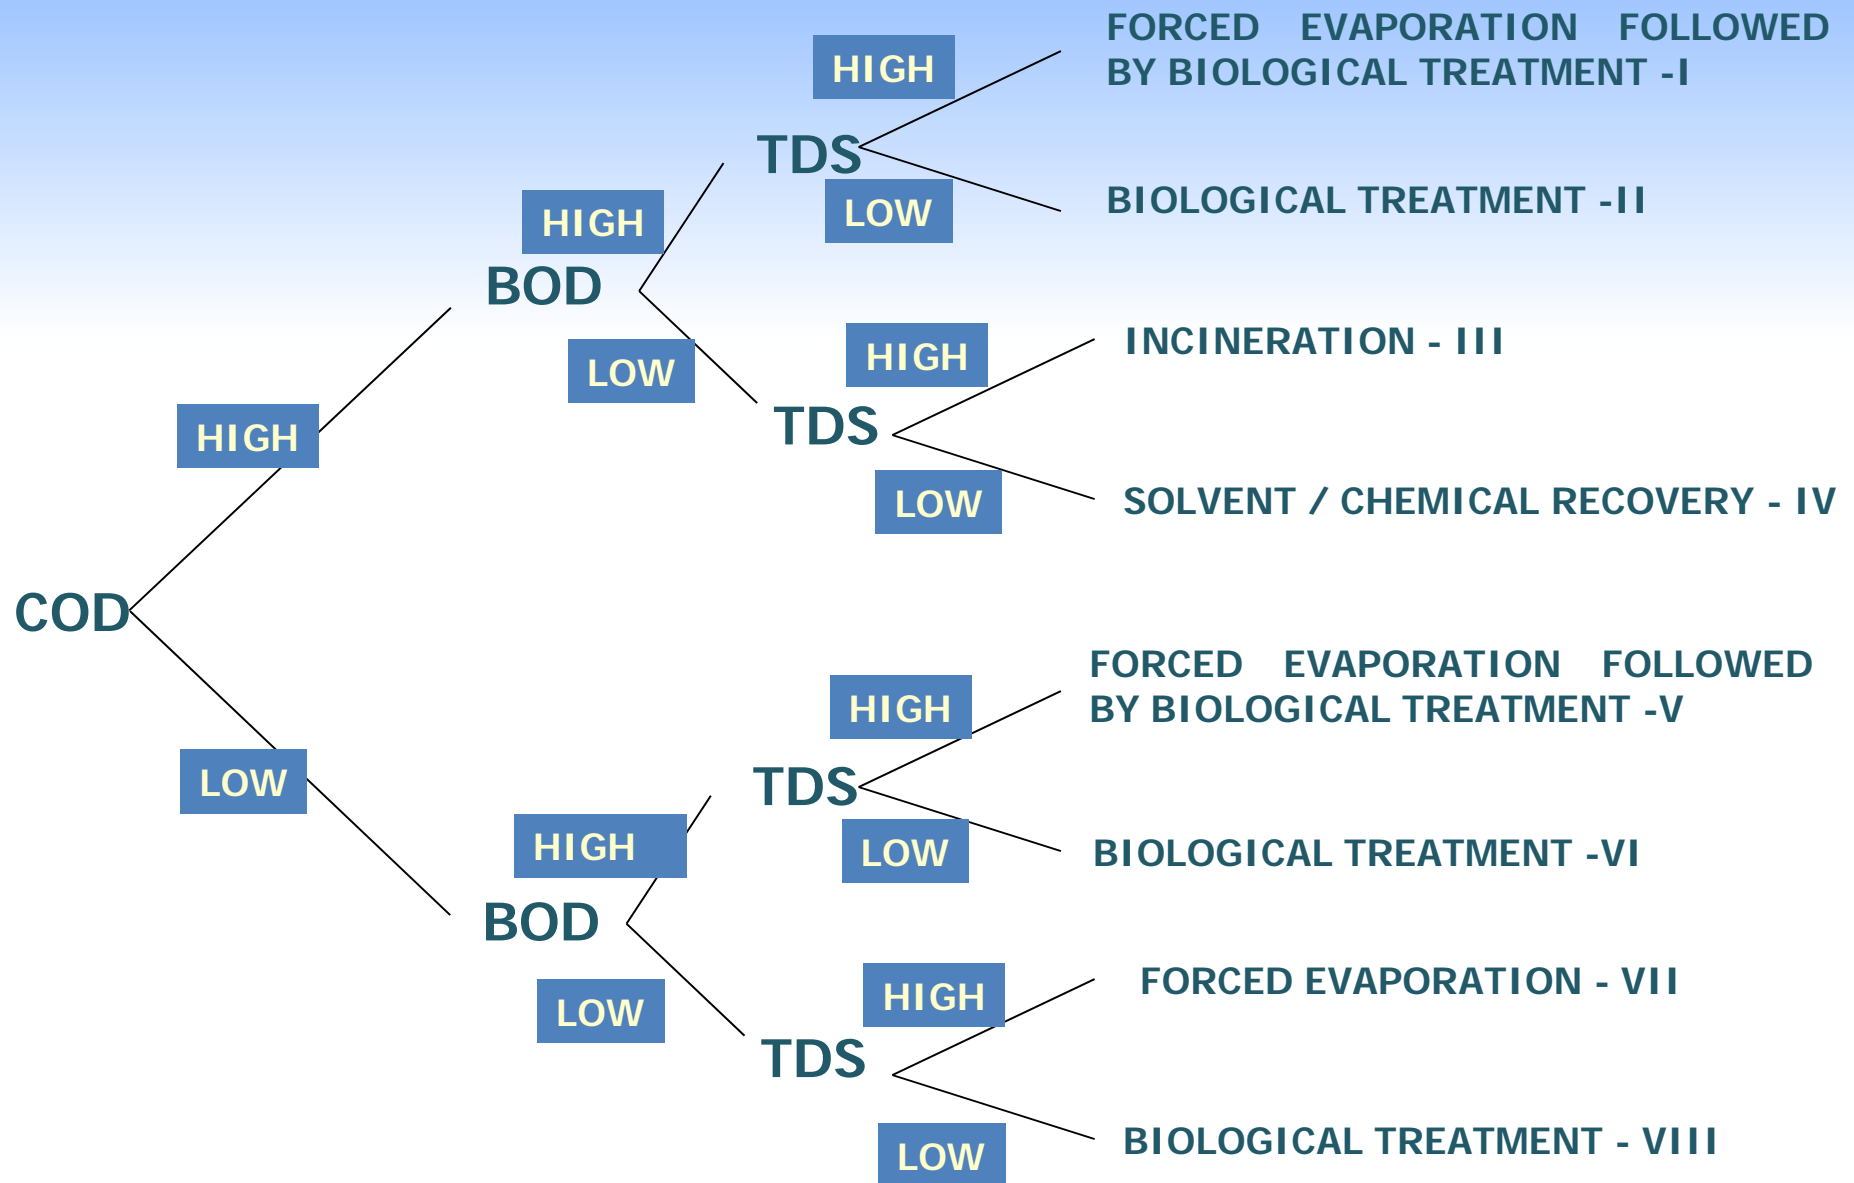 FORCED EVAPORATION FOLLOWED
BY BIOLOGICAL TREATMENT -I
HIGH
TDS
LOW
BIOLOGICAL TREATMENT -II
HIGH
BOD
LOW
HIGH
INCINERATION - III
TDS
LOW
SOLVENT / CHEMICAL RECOVERY - IV
HIGH
COD
LOW
FORCED EVAPORATION FOLLOWED
BY BIOLOGICAL TREATMENT -V
HIGH
TDS
LOW
BIOLOGICAL TREATMENT -VI
HIGH
BOD
LOW
HIGH
FORCED EVAPORATION - VII
TDS
LOW
BIOLOGICAL TREATMENT - VIII